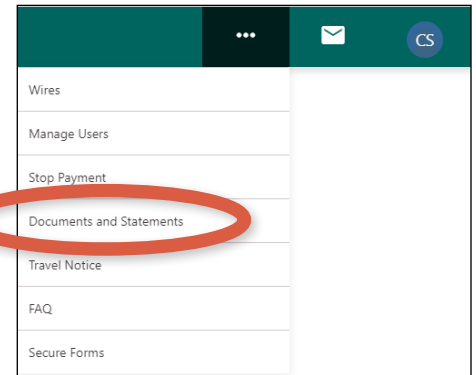 CS
Wires
Manage Users
Stop Payment
Documents and Statements
Travel Notice
FAQ
Secure Forms